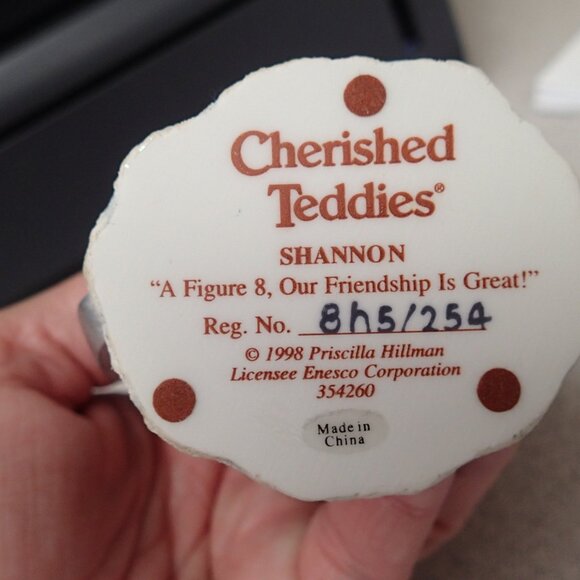 Cherished
Teddies®
SHANNON
"A Figure 8, Our Friendship Is Great!"
Reg. No. 8h5/254
© 1998 Priscilla Hillman
Licensee Enesco Corporation
354260
Made in
China